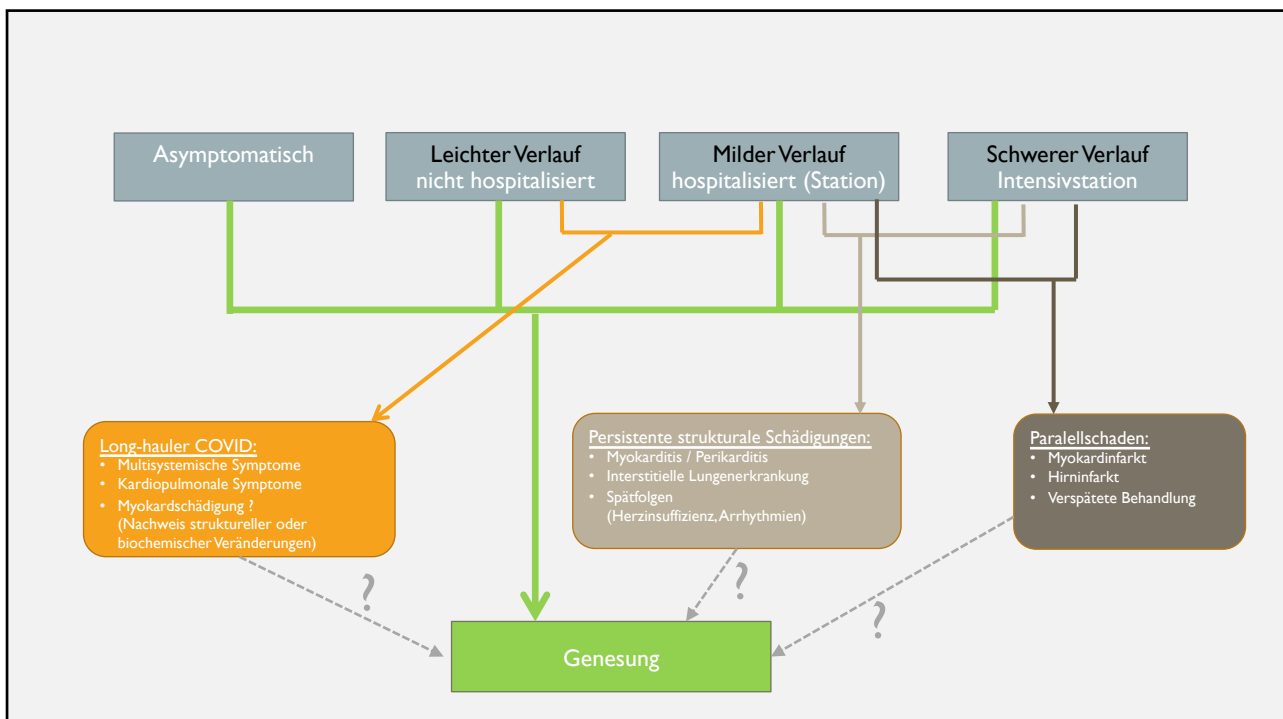 Asymptomatisch
Leichter Verlauf
nicht hospitalisiert
Milder Verlauf
hospitalisiert (Station)
Schwerer Verlauf
Intensivstation
Long-hauler COVID:
• Multisystemische Symptome
• Kardiopulmonale Symptome
• Myokardschädigung ?
(Nachweis struktureller oder
biochemischer Veränderungen)
Persistente strukturale Schädigungen:
• Myokarditis / Perikarditis
• Interstitielle Lungenerkrankung
• Spätfolgen
(Herzinsuffizienz, Arrhythmien)
Paralellschaden:
• Myokardinfarkt
• Hirninfarkt
• Verspätete Behandlung
?
?
?
Genesung